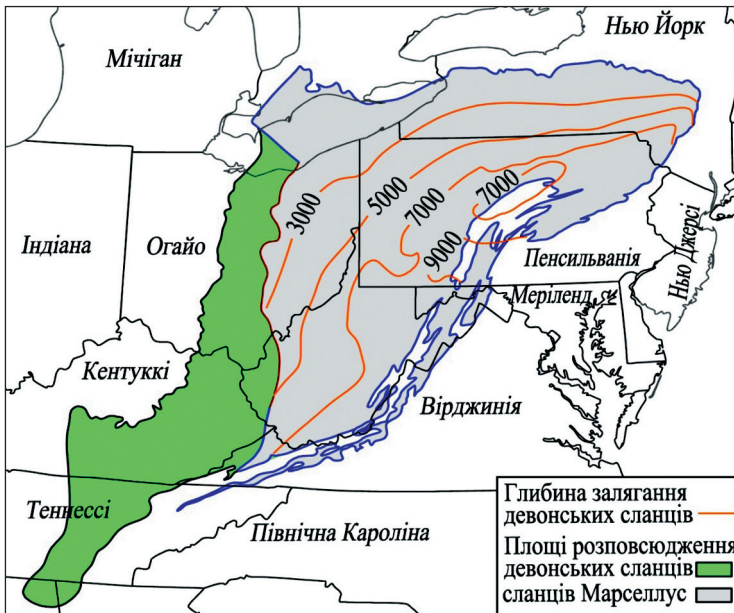 Нью Йорк
Мічіган
3000
5000
7000
7000
9000
Індіана
Огайо
Пенсильванія
Нью Джерсі
Меріленд
Кентуккі
Вірджинія
Теннессі
Північна Кароліна
Глибина залягання
девонських сланців
Площі розповсюдження
девонських сланців
сланців Марселлус